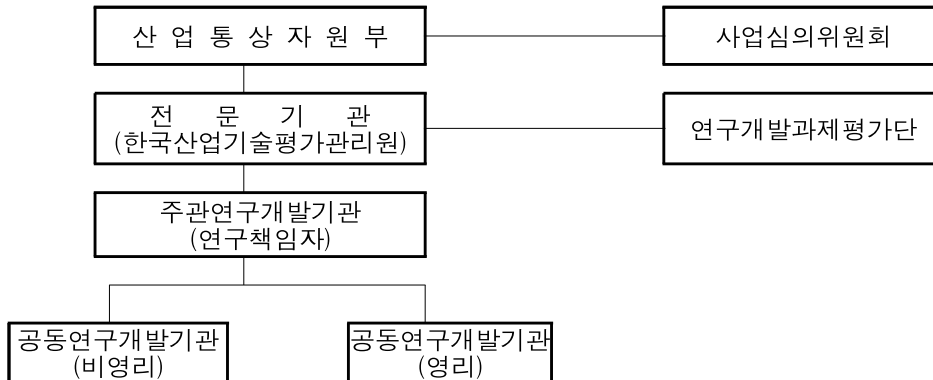 산 업 통 상 자 원 부
사업심의위원회
전 문 기 관
(한국산업기술평가관리원)
연구개발과제평가단
주관연구개발기관
(연구책임자)
공동연구개발기관
(비영리)
공동연구개발기관
(영리)